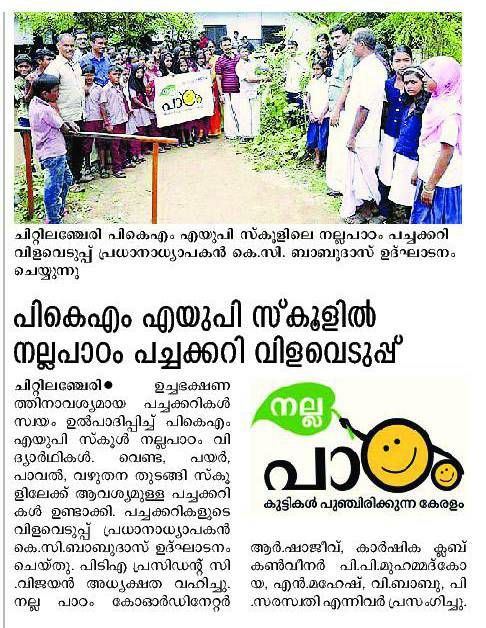 പാഠം
ചിറ്റിലഞ്ചേരി പികെഎം എയുപി സ്കൂളിലെ നല്ലപാഠം പച്ചക്കറി
വിളവെടുപ്പ് പ്രധാനാധ്യാപകൻ കെ.സി. ബാബുദാസ് ഉദ്ഘാടനം
ചെയ്യുന്നു
പികെഎം എയുപി സ്കൂളിൽ
നല്ലപാഠം പച്ചക്കറി വിളവെടുപ്പ്
ചിറ്റിലഞ്ചേരി● ഉച്ചഭക്ഷണ
ത്തിനാവശ്യമായ പച്ചക്കറികൾ
സ്വയം ഉൽപാദിപ്പിച്ച് പികെഎം
എയുപി സ്കൂൾ നല്ലപാഠം വി
ദ്യാർഥികൾ. വെണ്ട, പയർ,
പാവൽ, വഴുതന തുടങ്ങി സ്കൂ
ളിലേക്ക് ആവശ്യമുള്ള പച്ചക്കറി
കൾ ഉണ്ടാക്കി. പച്ചക്കറികളുടെ
വിളവെടുപ്പ് പ്രധാനാധ്യാപകൻ
കെ.സി.ബാബുദാസ് ഉദ്ഘാടനം
ചെയ്തു. പിടിഎ പ്രസിഡന്റ് സി
.വിജയൻ അധ്യക്ഷത വഹിച്ചു.
നല്ല പാഠം കോഓർഡിനേറ്റർ
നല്ല
പാഠം
കുട്ടികൾ പുഞ്ചിരിക്കുന്ന കേരളം
ആർ.ഷാജീവ്, കാർഷിക ക്ലബ്
കൺവീനർ പി.പി.മുഹമ്മദ്കോ
യ, എൻ.മഹേഷ്, വി.ബാബു, പി
.സരസ്വതി എന്നിവർ പ്രസംഗിച്ചു.